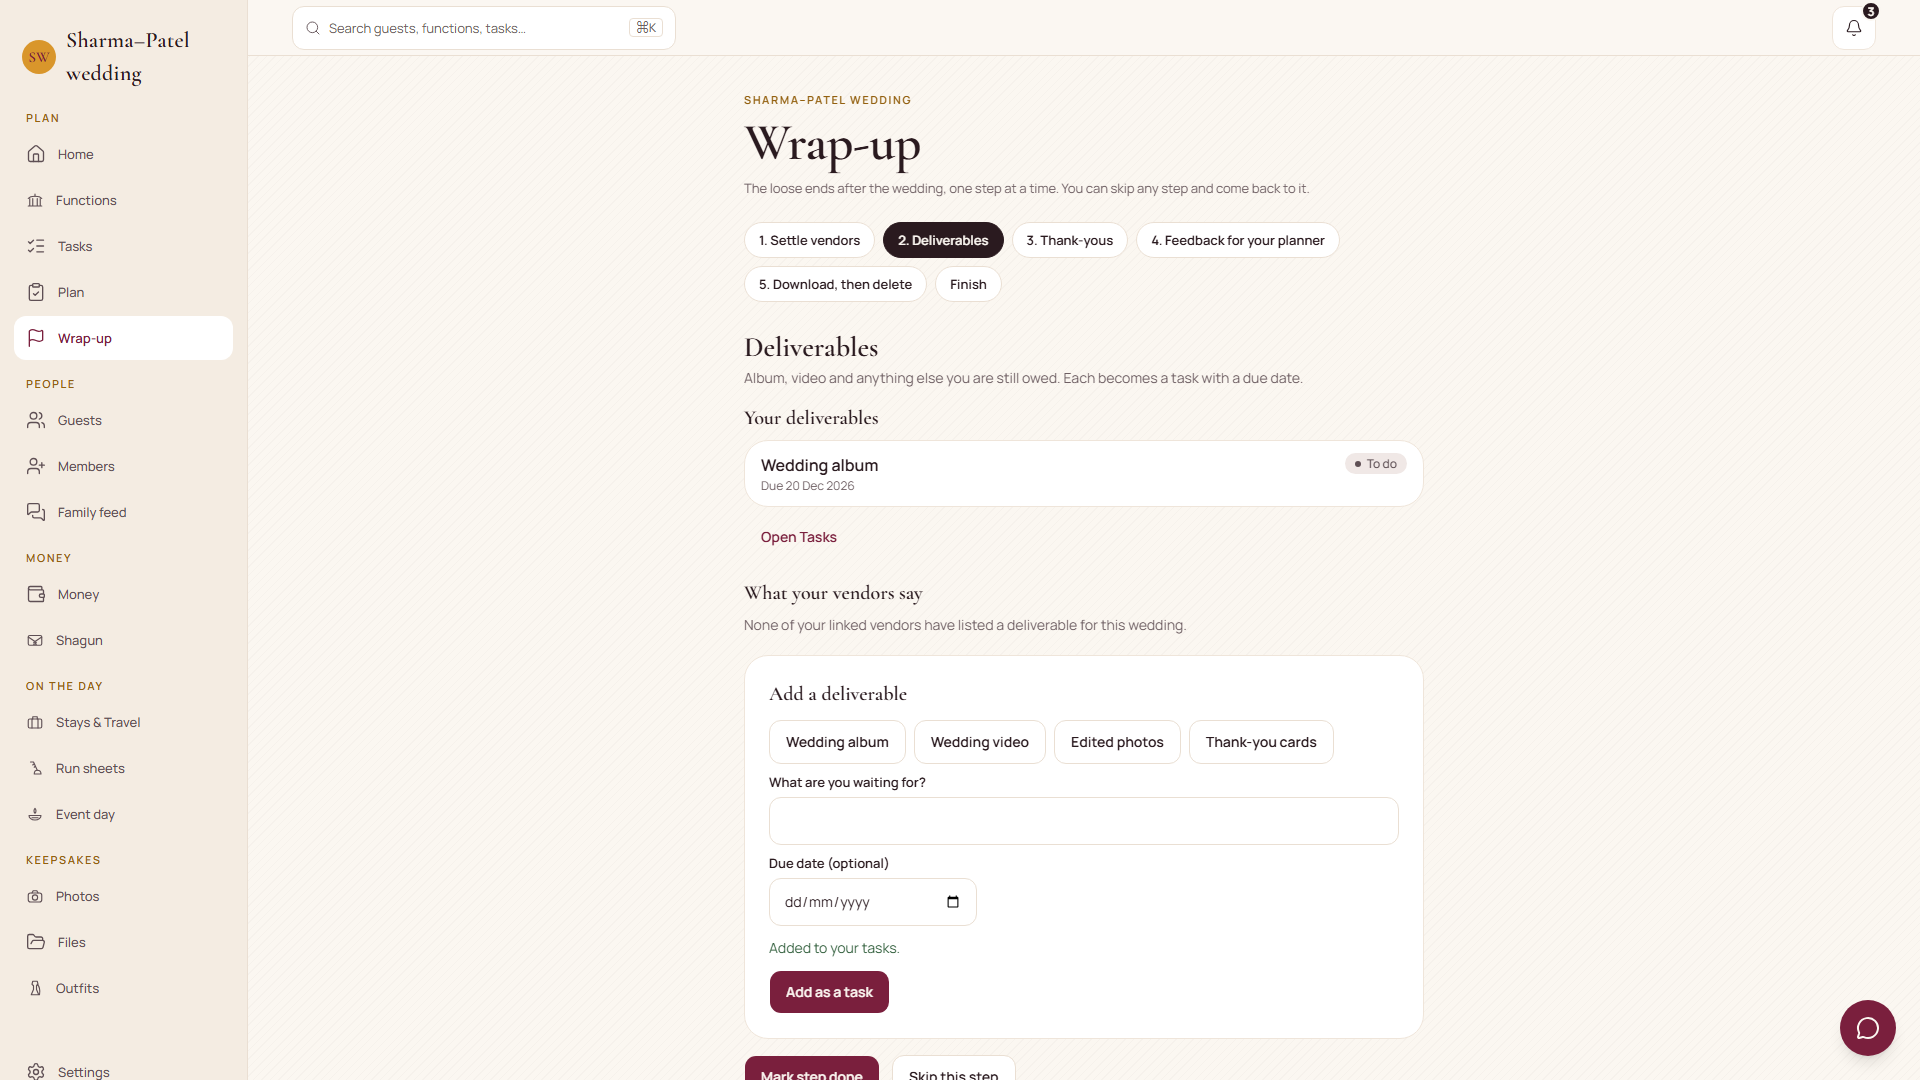 SW
Sharma–Patel
wedding
PLAN
Home
Functions
Tasks
Plan
Wrap-up
PEOPLE
Guests
Members
Family feed
MONEY
Money
Shagun
ON THE DAY
Stays & Travel
Run sheets
Event day
KEEPSAKES
Photos
Files
Outfits
Settings
Search guests, functions, tasks… ⌘K
3
SHARMA–PATEL WEDDING
Wrap-up
The loose ends after the wedding, one step at a time. You can skip any step and come back to it.
1. Settle vendors 2. Deliverables 3. Thank-yous 4. Feedback for your planner
5. Download, then delete Finish
Deliverables
Album, video and anything else you are still owed. Each becomes a task with a due date.
Your deliverables
Wedding album To do
Due 20 Dec 2026
Open Tasks
What your vendors say
None of your linked vendors have listed a deliverable for this wedding.
Add a deliverable
Wedding album Wedding video Edited photos Thank-you cards
What are you waiting for?
Due date (optional)
dd/mm/yyyy
Added to your tasks.
Add as a task
Mark step done Skip this step